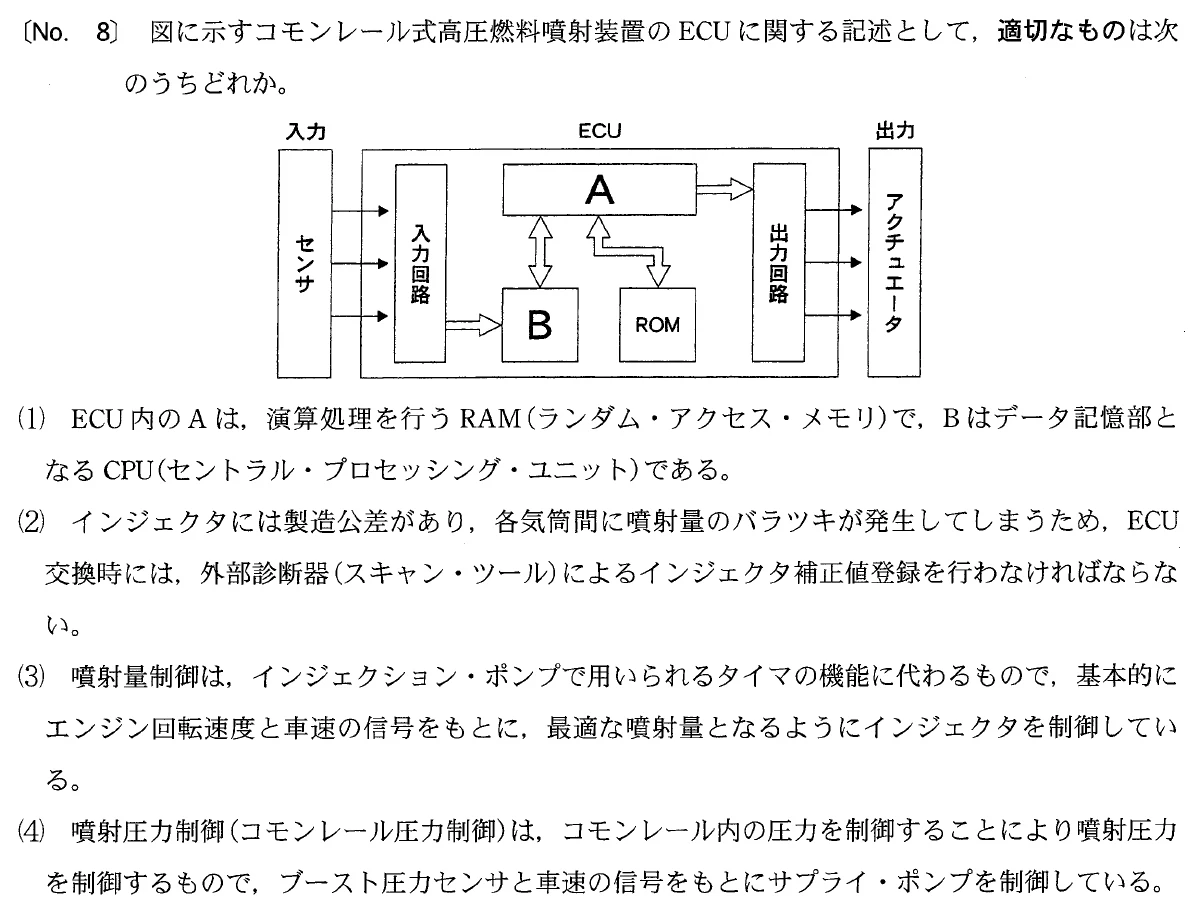 〔No. 8〕 図に示すコモンレール式高圧燃料噴射装置の ECU に関する記述として，適切なものは次
のうちどれか。
入力
ECU
出力
センサ
入力回路
A
B
ROM
出力回路
アクチュエータ
⑴ ECU 内の A は，演算処理を行う RAM(ランダム・アクセス・メモリ)で，B はデータ記憶部と
なる CPU(セントラル・プロセッシング・ユニット)である。
⑵ インジェクタには製造公差があり，各気筒間に噴射量のバラツキが発生してしまうため，ECU
交換時には，外部診断器(スキャン・ツール)によるインジェクタ補正値登録を行わなければならな
い。
⑶ 噴射量制御は，インジェクション・ポンプで用いられるタイマの機能に代わるもので，基本的に
エンジン回転速度と車速の信号をもとに，最適な噴射量となるようにインジェクタを制御してい
る。
⑷ 噴射圧力制御(コモンレール圧力制御)は，コモンレール内の圧力を制御することにより噴射圧力
を制御するもので，ブースト圧力センサと車速の信号をもとにサプライ・ポンプを制御している。